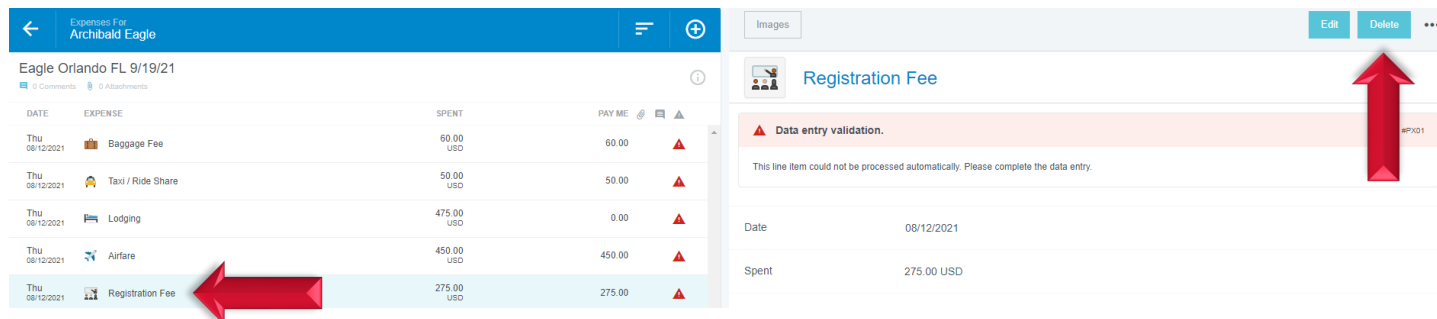 Expenses For
Archibald Eagle
Eagle Orlando FL 9/19/21
0 Comments 0 Attachments
DATE EXPENSE SPENT PAY ME
Thu 08/12/2021 Baggage Fee 60.00 USD 60.00
Thu 08/12/2021 Taxi / Ride Share 50.00 USD 50.00
Thu 08/12/2021 Lodging 475.00 USD 0.00
Thu 08/12/2021 Airfare 450.00 USD 450.00
Thu 08/12/2021 Registration Fee 275.00 USD 275.00
Images Edit Delete
Registration Fee
Data entry validation. #PX01
This line item could not be processed automatically. Please complete the data entry.
Date 08/12/2021
Spent 275.00 USD